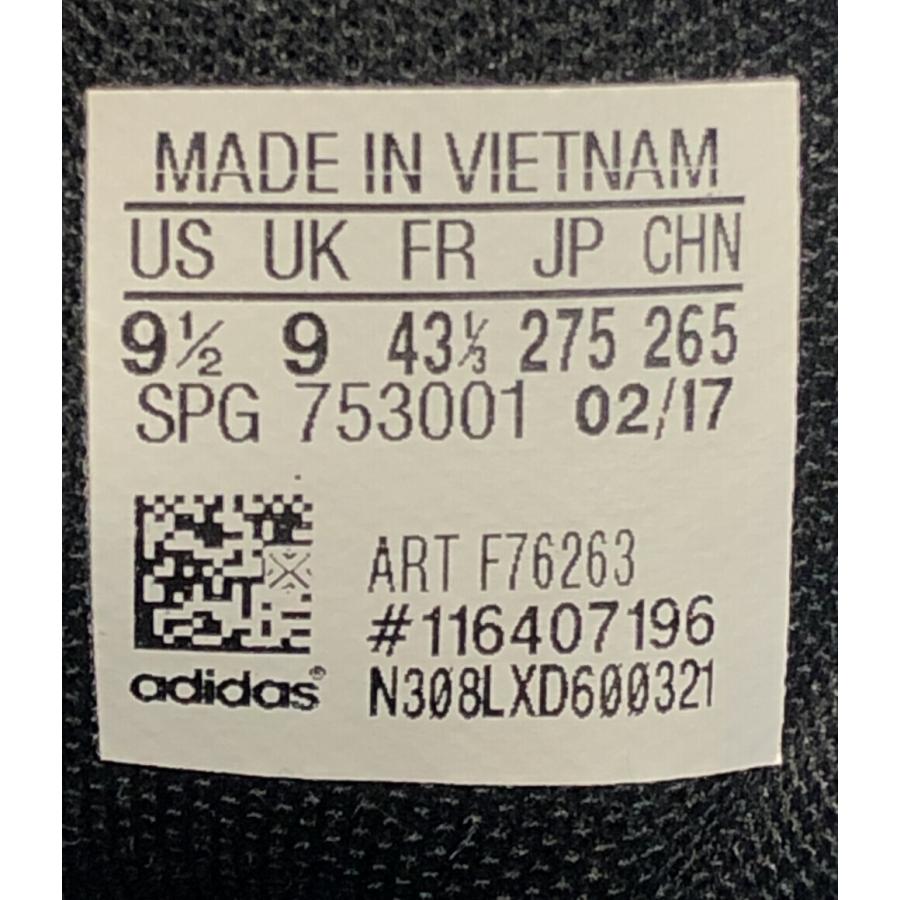 MADE IN VIETNAM
US UK FR JP CHN
9½ 9 43⅓ 275 265
SPG 753001 02/17
ART F76263
#116407196
adidas® N308LXD600321